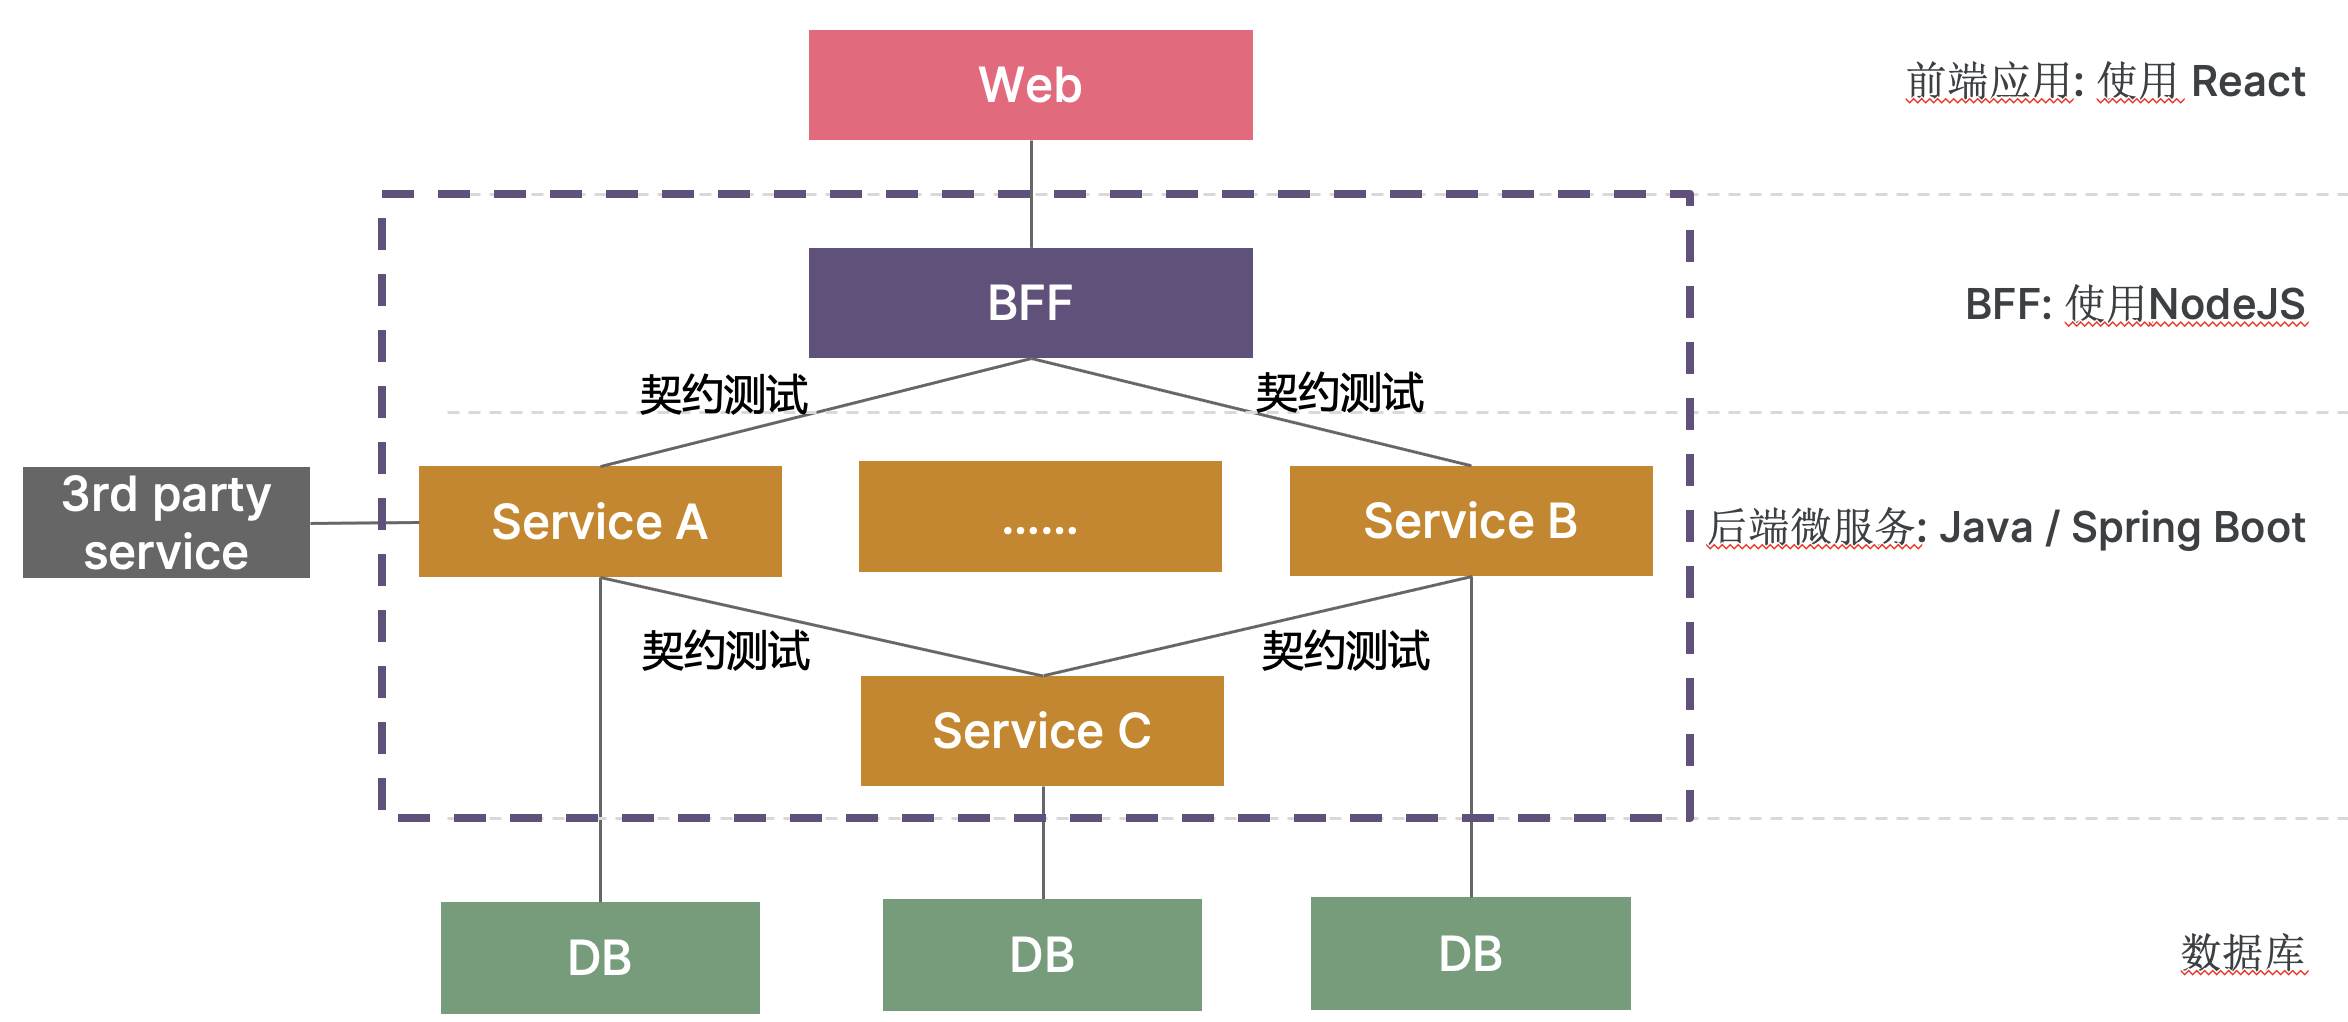 Web
前端应用: 使用 React
BFF
BFF: 使用NodeJS
契约测试
契约测试
3rd party
service
Service A
......
Service B
后端微服务: Java / Spring Boot
契约测试
契约测试
Service C
DB
DB
DB
数据库